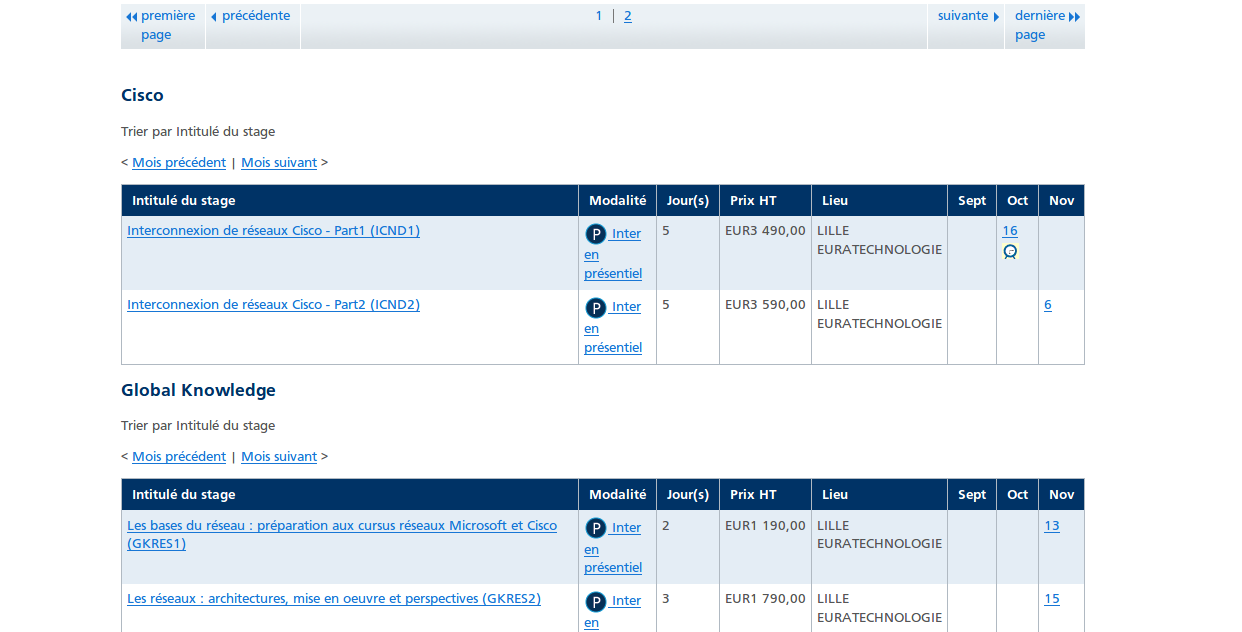 première page
précédente
1 | 2
suivante
dernière page
Cisco
Trier par Intitulé du stage
< Mois précédent | Mois suivant >
Intitulé du stage Modalité Jour(s) Prix HT Lieu Sept Oct Nov
Interconnexion de réseaux Cisco - Part1 (ICND1) P Inter 5 EUR3 490,00 LILLE 16
en EURATECHNOLOGIE
présentiel
Interconnexion de réseaux Cisco - Part2 (ICND2) P Inter 5 EUR3 590,00 LILLE 6
en EURATECHNOLOGIE
présentiel
Global Knowledge
Trier par Intitulé du stage
< Mois précédent | Mois suivant >
Intitulé du stage Modalité Jour(s) Prix HT Lieu Sept Oct Nov
Les bases du réseau : préparation aux cursus réseaux Microsoft et Cisco P Inter 2 EUR1 190,00 LILLE 13
(GKRES1) en EURATECHNOLOGIE
présentiel
Les réseaux : architectures, mise en oeuvre et perspectives (GKRES2) P Inter 3 EUR1 790,00 LILLE 15
en EURATECHNOLOGIE